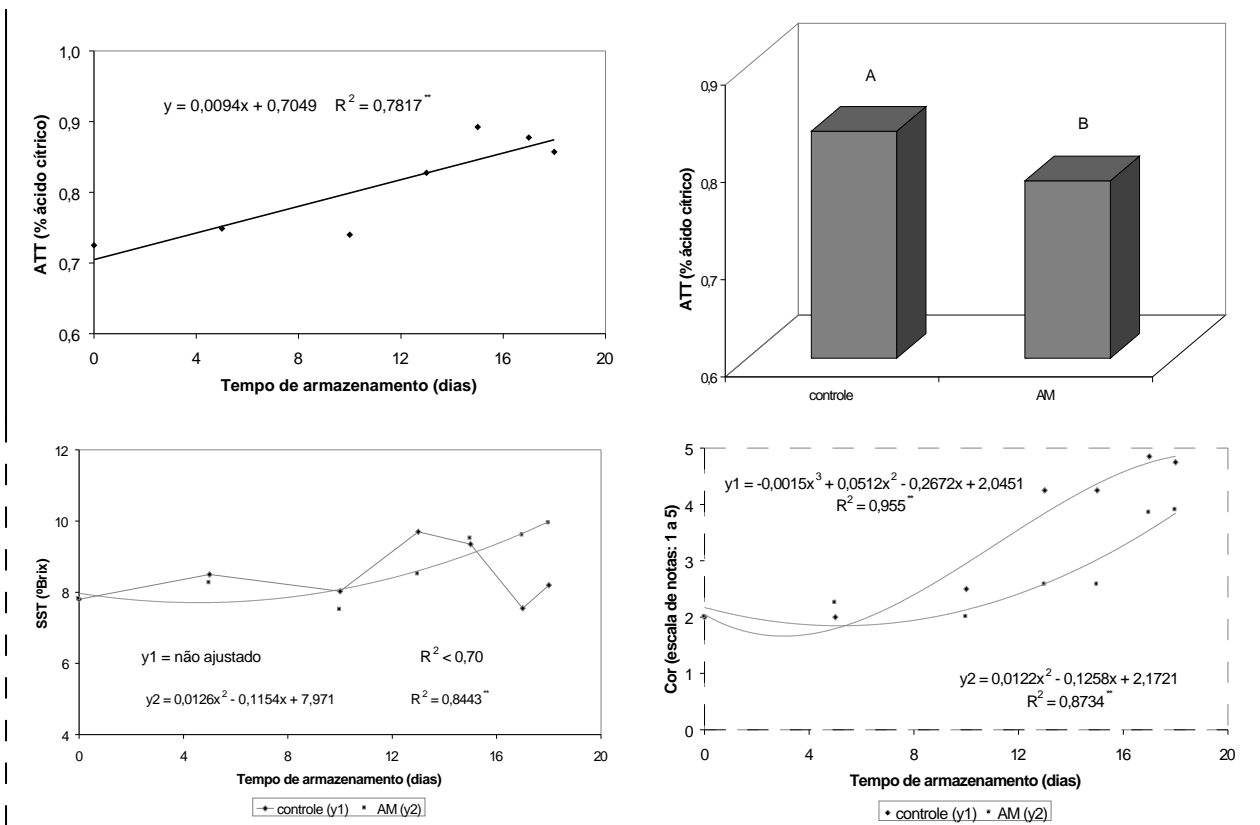 1,0
0,9
0,8
0,7
0,6
ATT (% ácido cítrico)
y = 0,0094x + 0,7049 R² = 0,7817**
0 4 8 12 16 20
Tempo de armazenamento (dias)
0,9
0,8
0,7
0,6
ATT (% ácido cítrico)
A
B
controle AM
12
10
8
6
4
SST (ºBrix)
y1 = não ajustado R² < 0,70
y2 = 0,0126x² - 0,1154x + 7,971 R² = 0,8443**
0 4 8 12 16 20
Tempo de armazenamento (dias)
controle (y1) AM (y2)
5
4
3
2
1
0
Cor (escala de notas: 1 a 5)
y1 = -0,0015x³ + 0,0512x² - 0,2672x + 2,0451
R² = 0,955**
y2 = 0,0122x² - 0,1258x + 2,1721
R² = 0,8734**
0 4 8 12 16 20
Tempo de armazenamento (dias)
controle (y1) AM (y2)